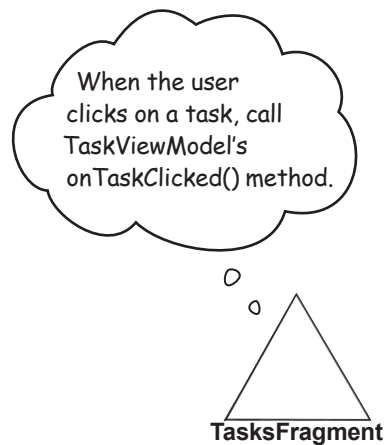 When the user
clicks on a task, call
TaskViewModel’s
onTaskClicked() method.
TasksFragment